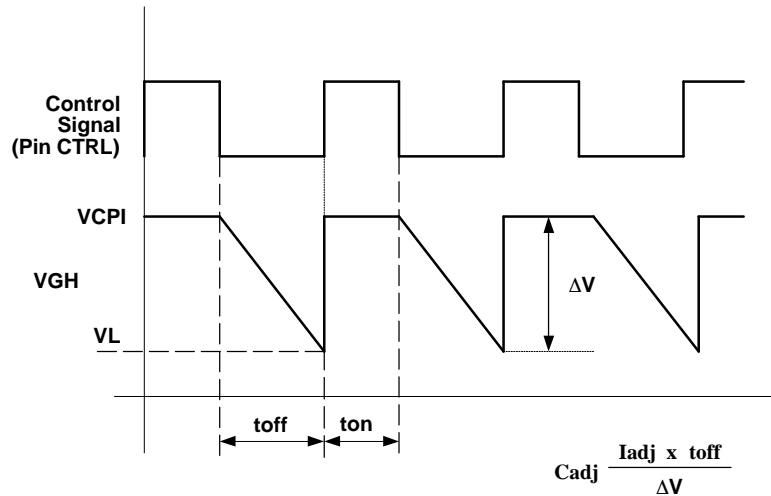 Control
Signal
(Pin CTRL)
VCPI
VGH
ΔV
VL
toff
ton
Cadj Iadj x toff
ΔV